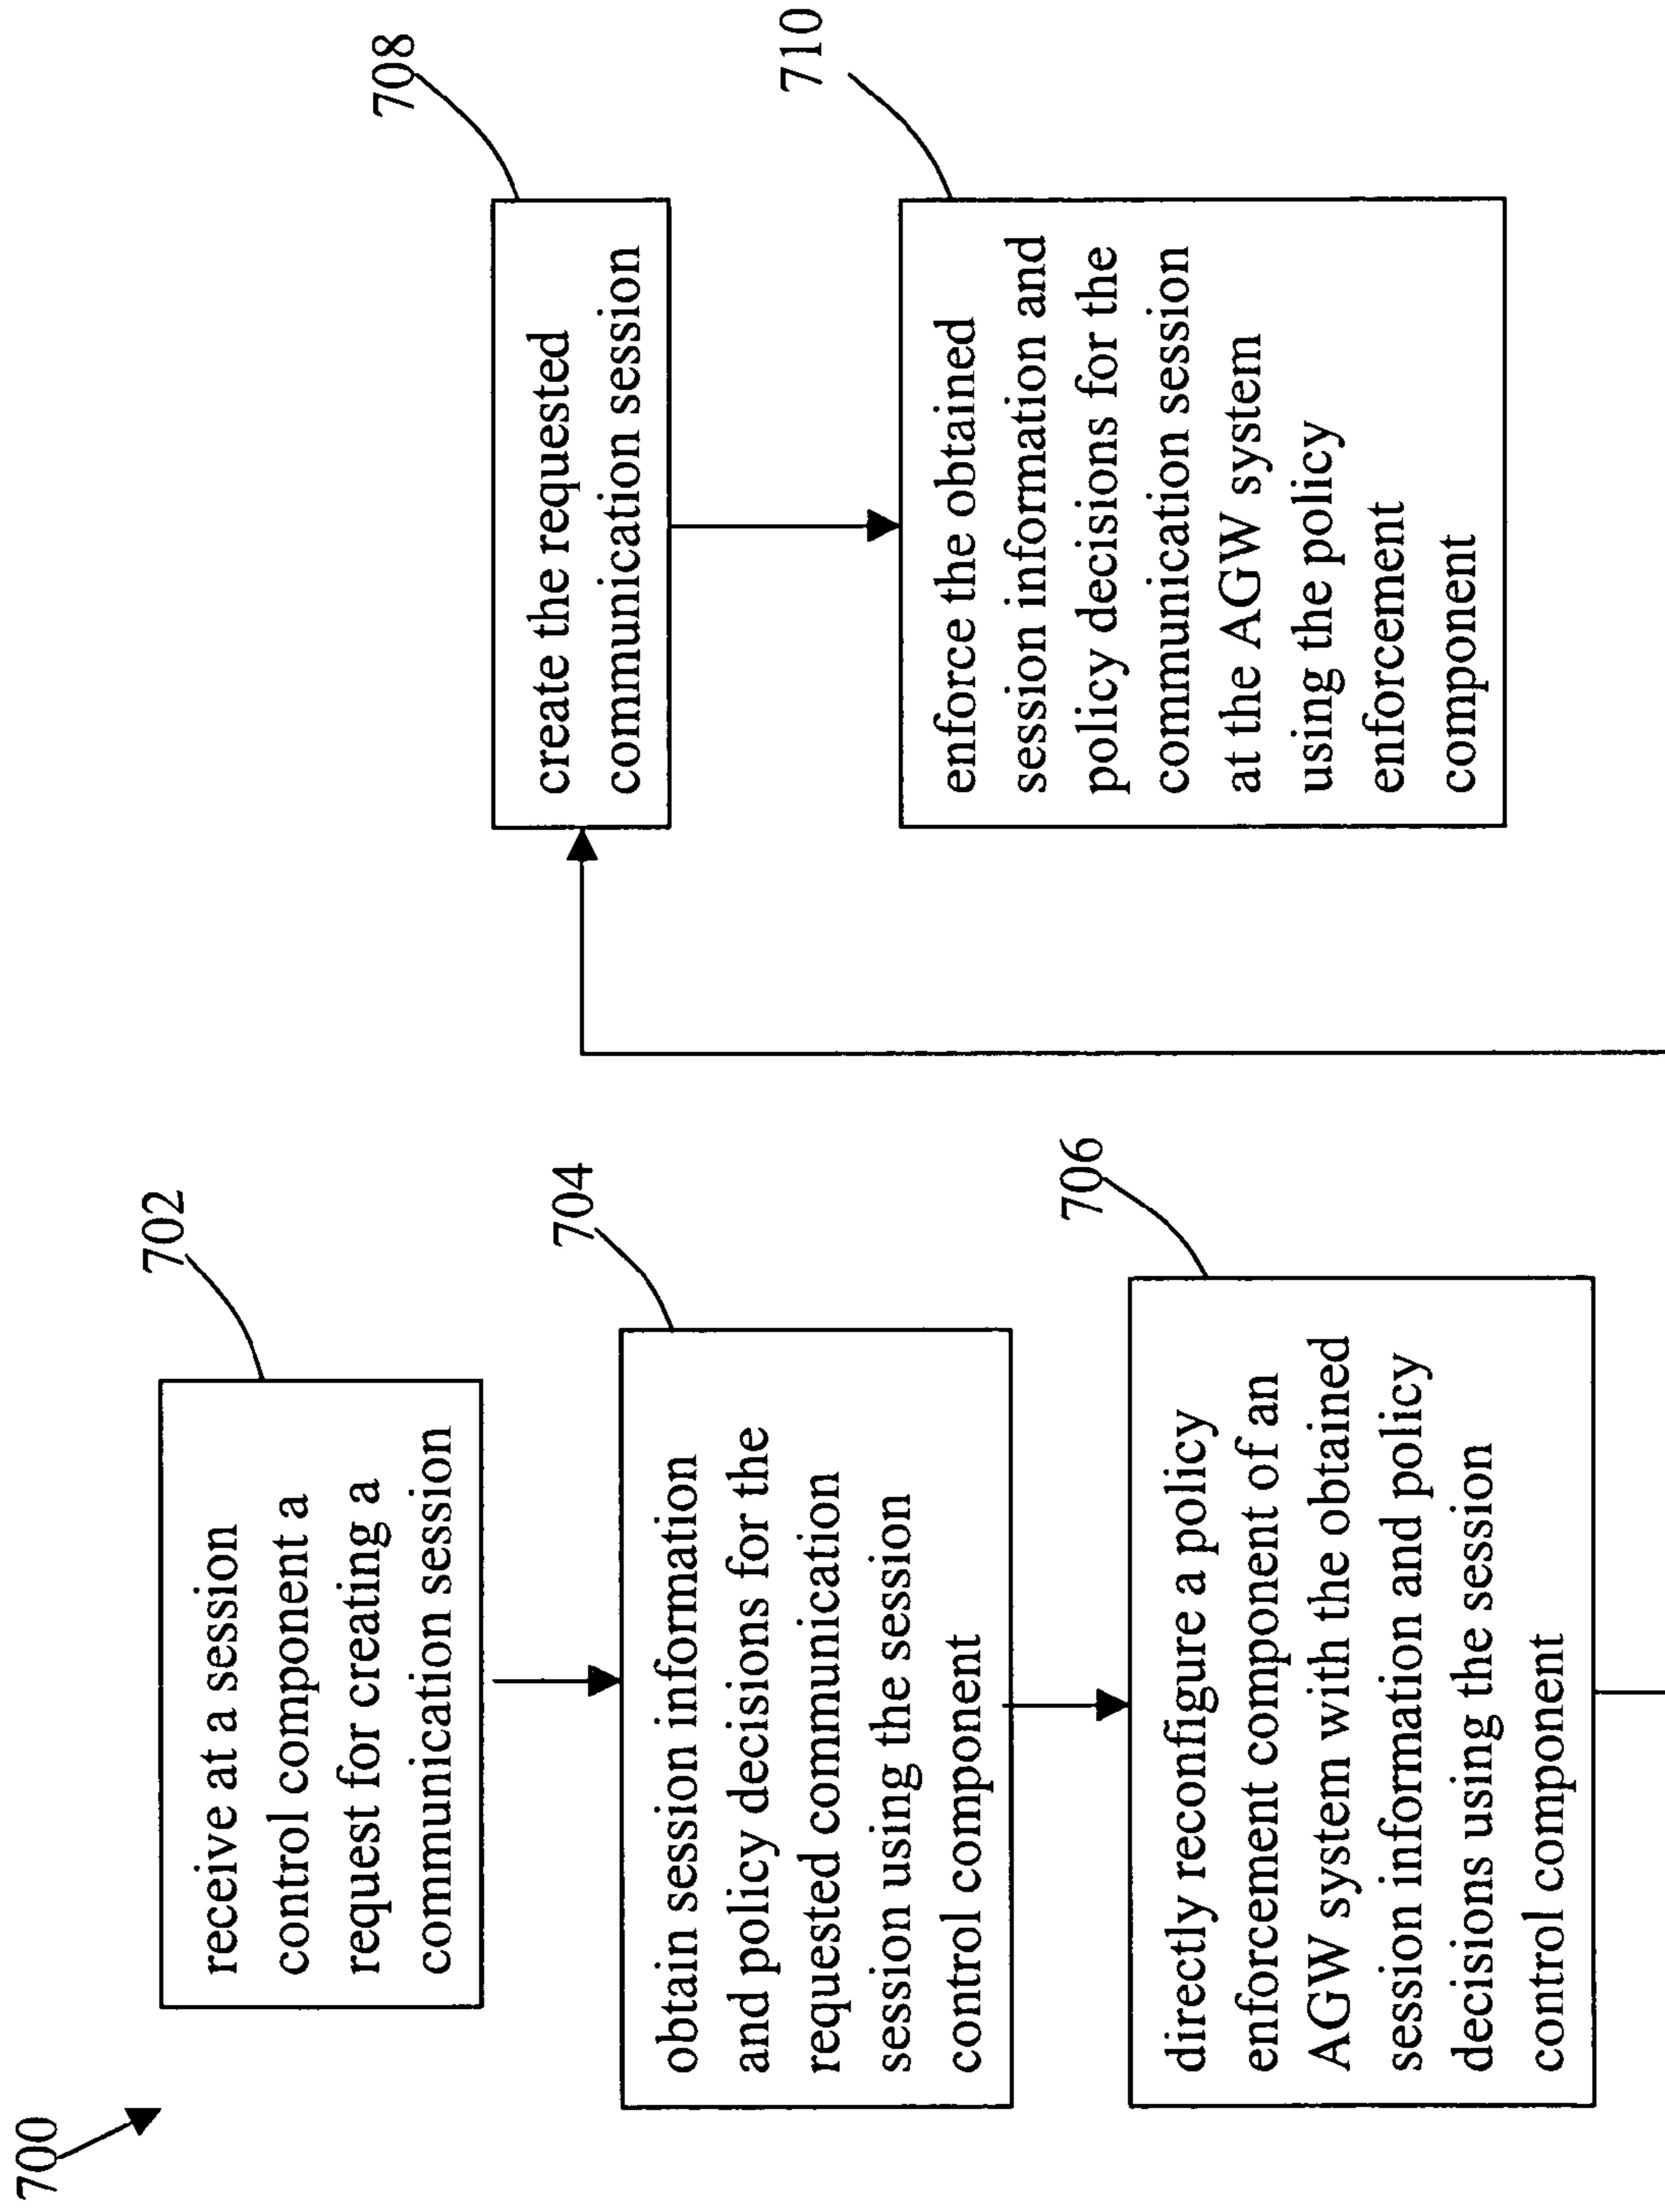 700
702
receive at a session
control component a
request for creating a
communication session
704
obtain session information
and policy decisions for the
requested communication
session using the session
control component
706
directly reconfigure a policy
enforcement component of an
AGW system with the obtained
session information and policy
decisions using the session
control component
708
create the requested
communication session
710
enforce the obtained
session information and
policy decisions for the
communication session
at the AGW system
using the policy
enforcement
component